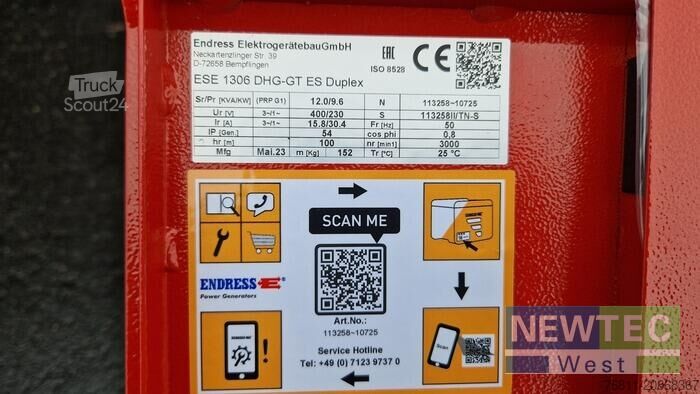 Endress ElektrogerätebauGmbH
Neckartenzlinger Str. 39
D-72658 Bempflingen
EAC
ISO 8528
CE
ESE 1306 DHG-GT ES Duplex
Sr/Pr [KVA/KW] (PRP G1) 12.0/9.6 N 113258~10725
Ur [V] 3~/1~ 400/230 S 113258II/TN-S
Ir [A] 3~/1~ 15.8/30.4 Fr [Hz] 50
IP [Gen.] 54 cos phi 0,8
hr [m] 100 nr [min1] 3000
Mfg Mai.23 m [Kg] 152 Tr [°C] 25 °C
Truck
Scout24
SCAN ME
ENDRESS E ®
Power Generators
Art.No.:
113258~10725
Service Hotline
Tel: +49 (0) 7123 9737 0
Scan
NEWTEC
West